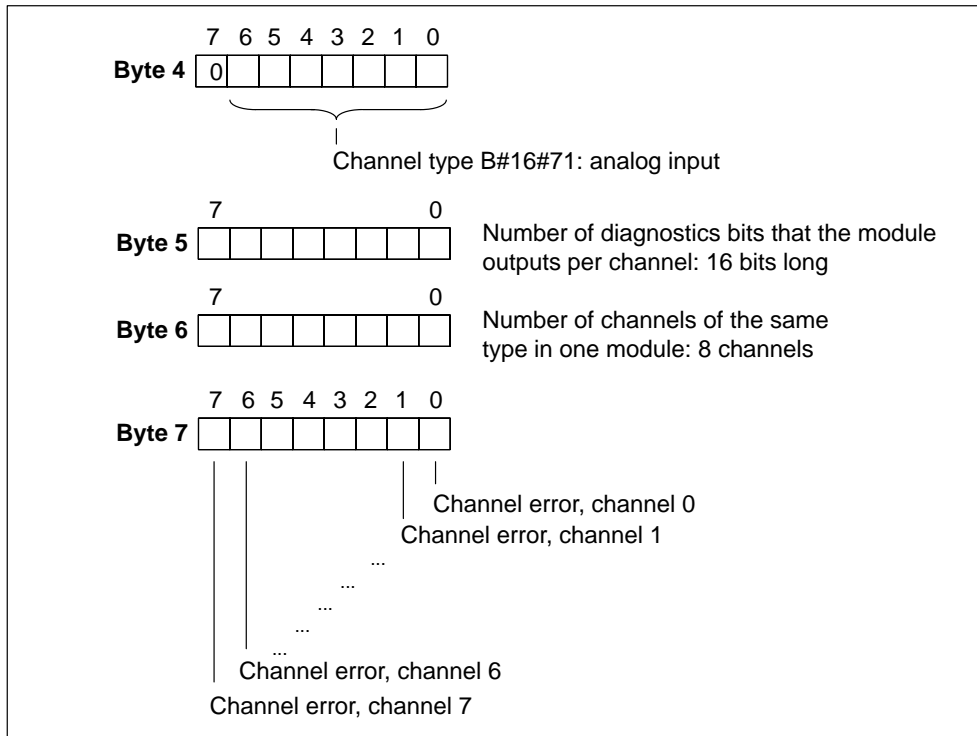 7 6 5 4 3 2 1 0
Byte 4 0
Channel type B#16#71: analog input
7 0
Byte 5
Number of diagnostics bits that the module
outputs per channel: 16 bits long
7 0
Byte 6
Number of channels of the same
type in one module: 8 channels
7 6 5 4 3 2 1 0
Byte 7
Channel error, channel 0
Channel error, channel 1
...
...
...
...
...
Channel error, channel 6
Channel error, channel 7